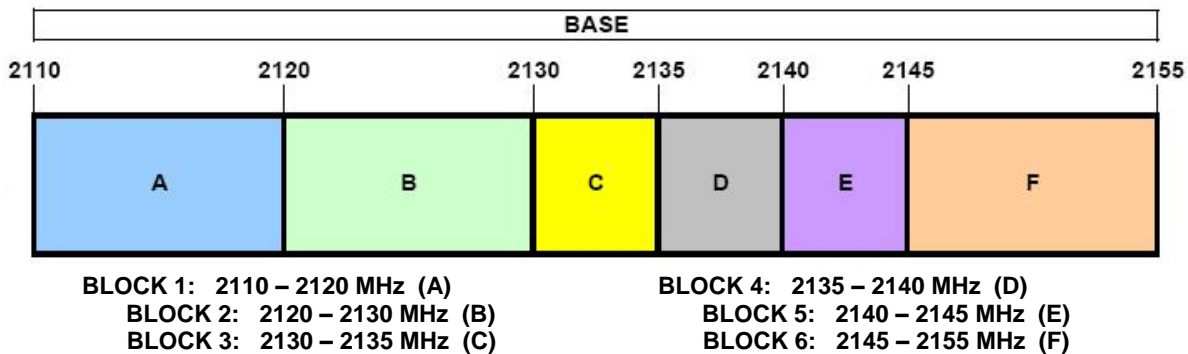 BASE
2110 2120 2130 2135 2140 2145 2155
A B C D E F
BLOCK 1: 2110 – 2120 MHz (A)
BLOCK 2: 2120 – 2130 MHz (B)
BLOCK 3: 2130 – 2135 MHz (C)
BLOCK 4: 2135 – 2140 MHz (D)
BLOCK 5: 2140 – 2145 MHz (E)
BLOCK 6: 2145 – 2155 MHz (F)